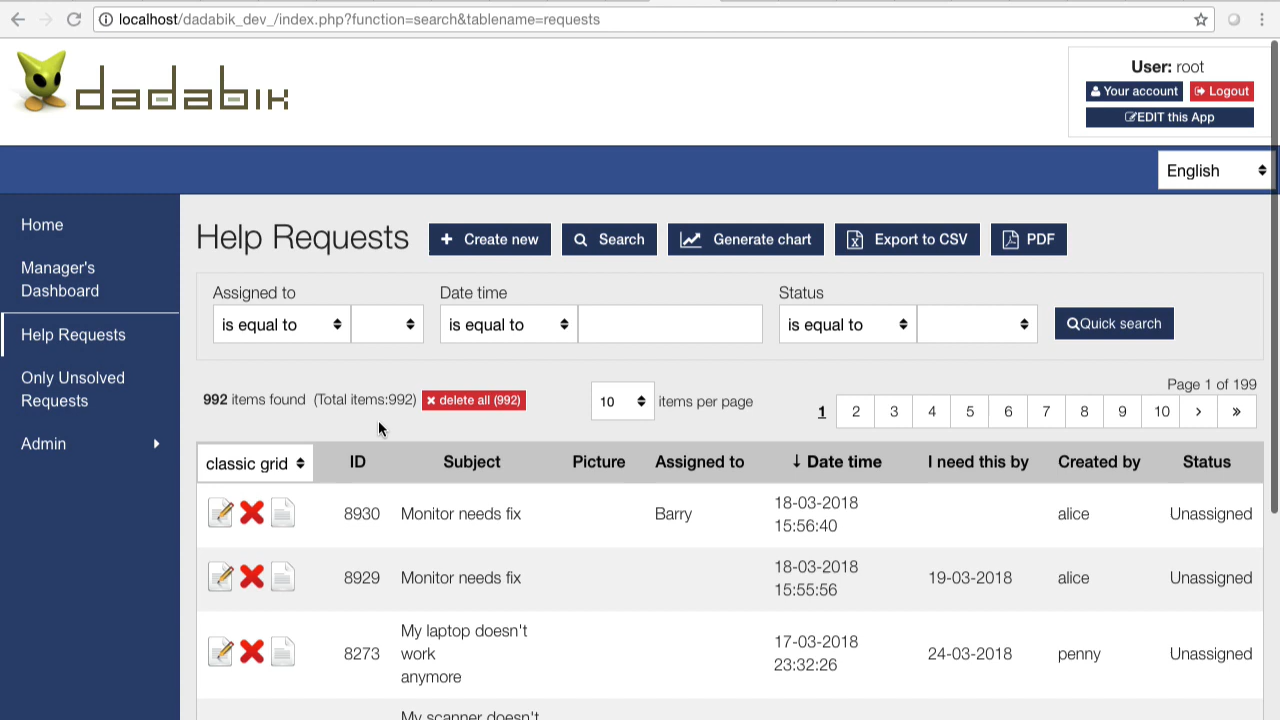 localhost/dadabik_dev_/index.php?function=search&tablename=requests
dadabik
User: root
Your account
Logout
EDIT this App
English
Home
Manager's
Dashboard
Help Requests
Only Unsolved
Requests
Admin
Help Requests
Create new
Search
Generate chart
Export to CSV
PDF
Assigned to
Date time
Status
is equal to
is equal to
is equal to
Quick search
992 items found (Total items:992)
delete all (992)
10
items per page
Page 1 of 199
1 2 3 4 5 6 7 8 9 10 › »
classic grid ID Subject Picture Assigned to ↓ Date time I need this by Created by Status
8930 Monitor needs fix Barry 18-03-2018 15:56:40 alice Unassigned
8929 Monitor needs fix 18-03-2018 15:55:56 19-03-2018 alice Unassigned
8273
My laptop doesn't
work
anymore
17-03-2018
23:32:26
24-03-2018
penny
Unassigned
My scanner doesn't